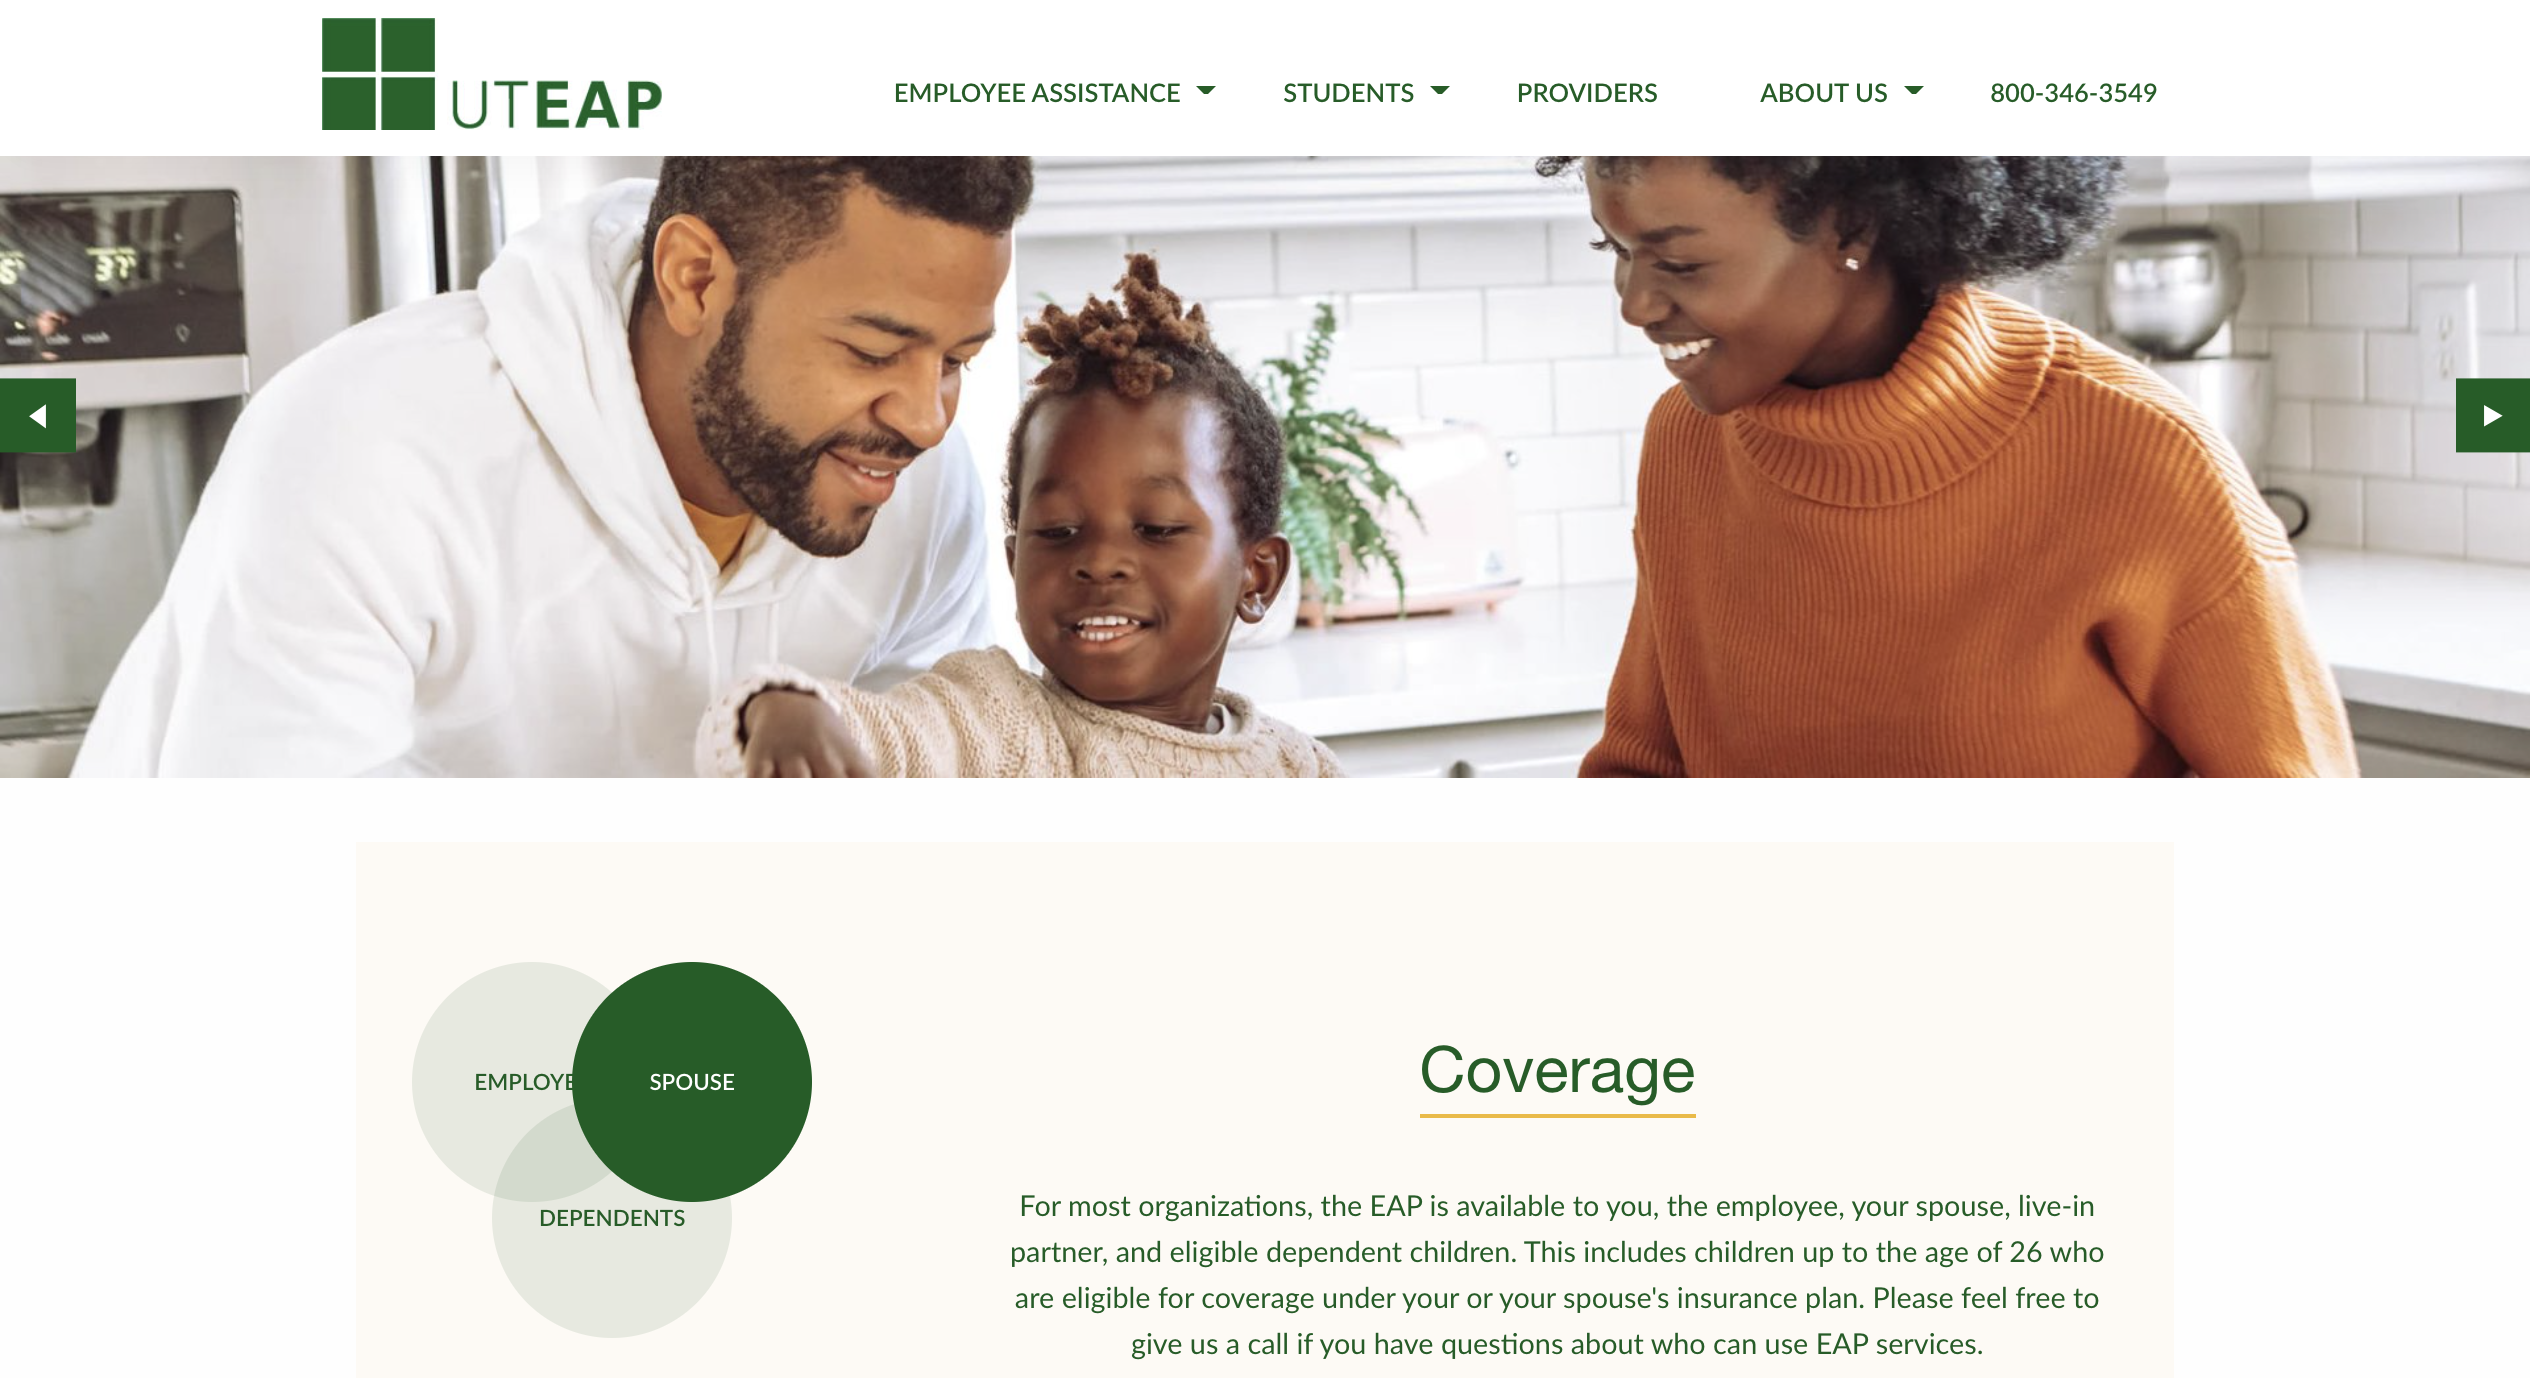 UTEAP
EMPLOYEE ASSISTANCE
STUDENTS
PROVIDERS
ABOUT US
800-346-3549
37
EMPLOYE
SPOUSE
DEPENDENTS
Coverage
For most organizations, the EAP is available to you, the employee, your spouse, live-in
partner, and eligible dependent children. This includes children up to the age of 26 who
are eligible for coverage under your or your spouse's insurance plan. Please feel free to
give us a call if you have questions about who can use EAP services.